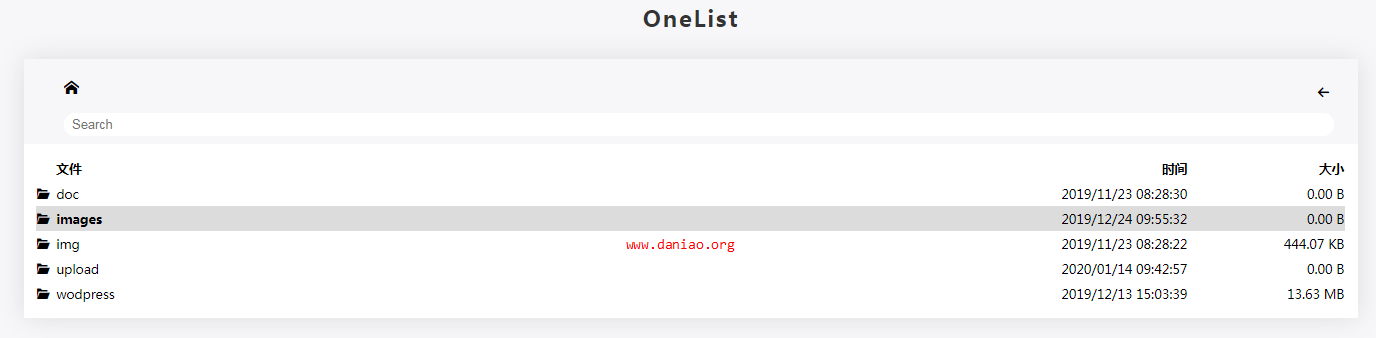 OneList
Search
文件 时间 大小
doc 2019/11/23 08:28:30 0.00 B
images 2019/12/24 09:55:32 0.00 B
img www.daniao.org 2019/11/23 08:28:22 444.07 KB
upload 2020/01/14 09:42:57 0.00 B
wodpress 2019/12/13 15:03:39 13.63 MB